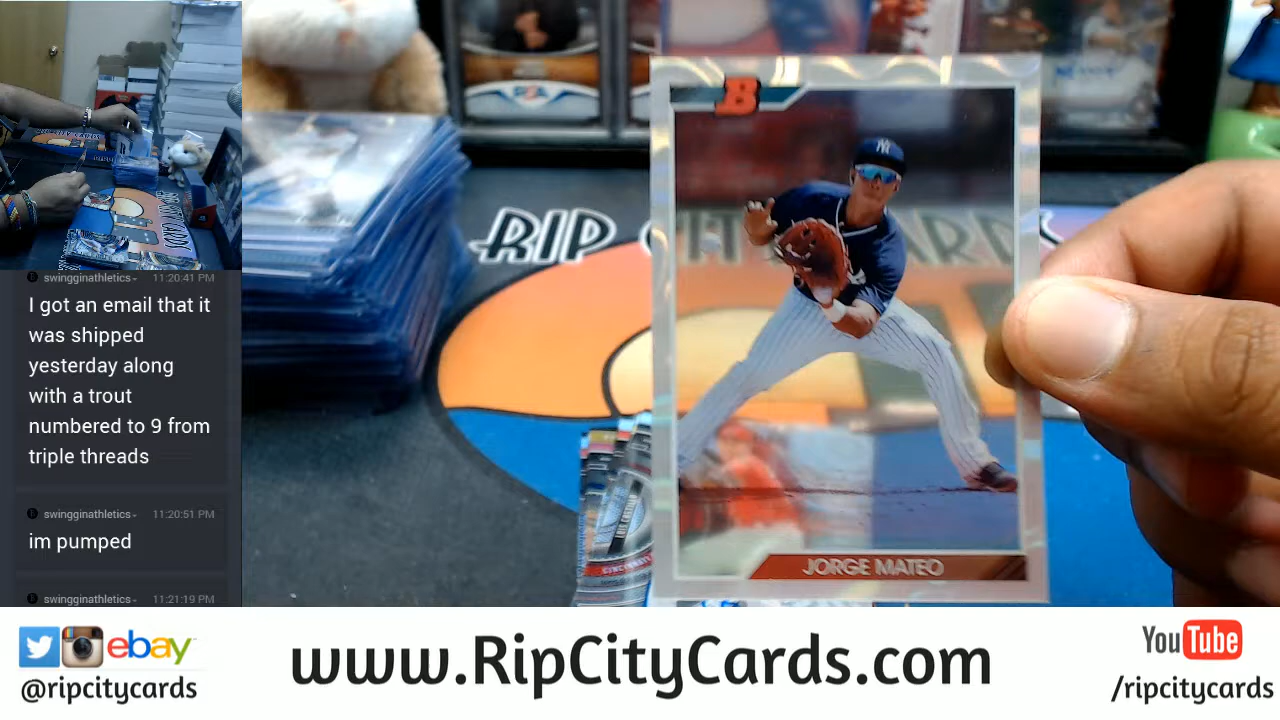 swingginathletics
11:20:41 PM
I got an email that it
was shipped
yesterday along
with a trout
numbered to 9 from
triple threads
swingginathletics
11:20:51 PM
im pumped
swingginathletics
11:21:19 PM
RIP
B
NY
JORGE MATEO
CINCINNATI
ebay
@ripcitycards
www.RipCityCards.com
YouTube
/ripcitycards